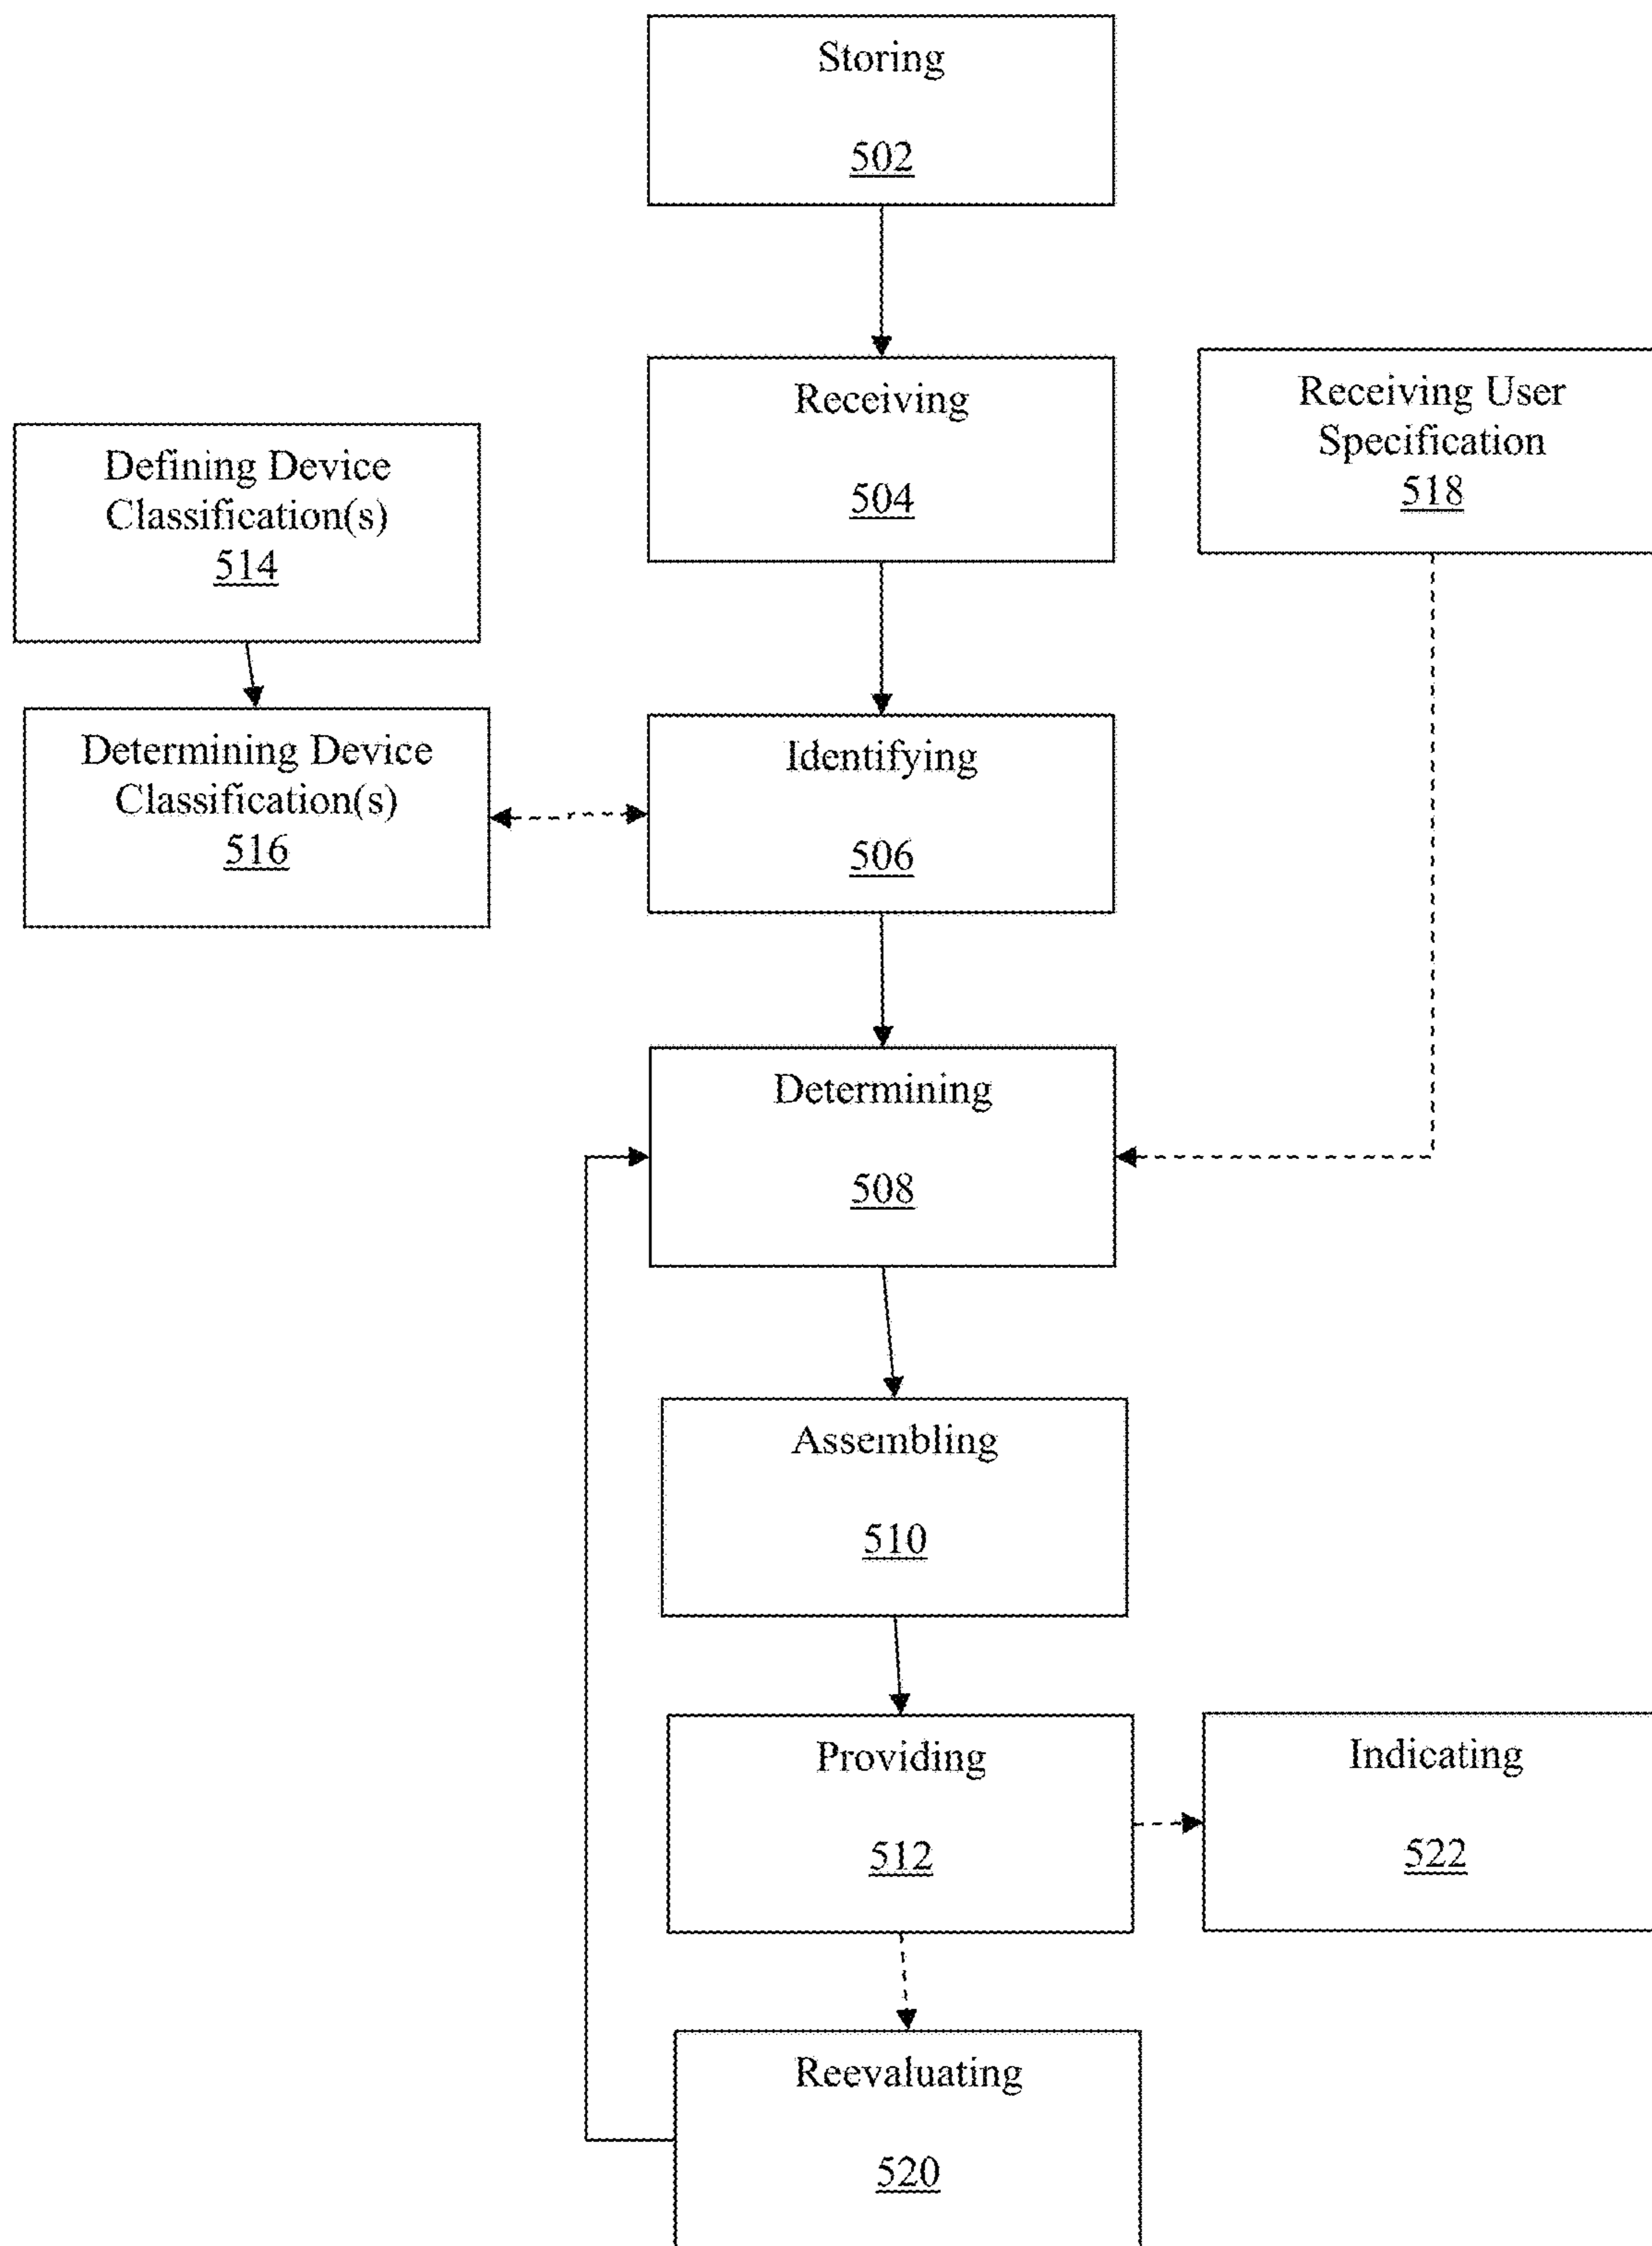 Storing
502
Receiving
504
Receiving User
Specification
518
Defining Device
Classification(s)
514
Determining Device
Classification(s)
516
Identifying
506
Determining
508
Assembling
510
Providing
512
Indicating
522
Reevaluating
520